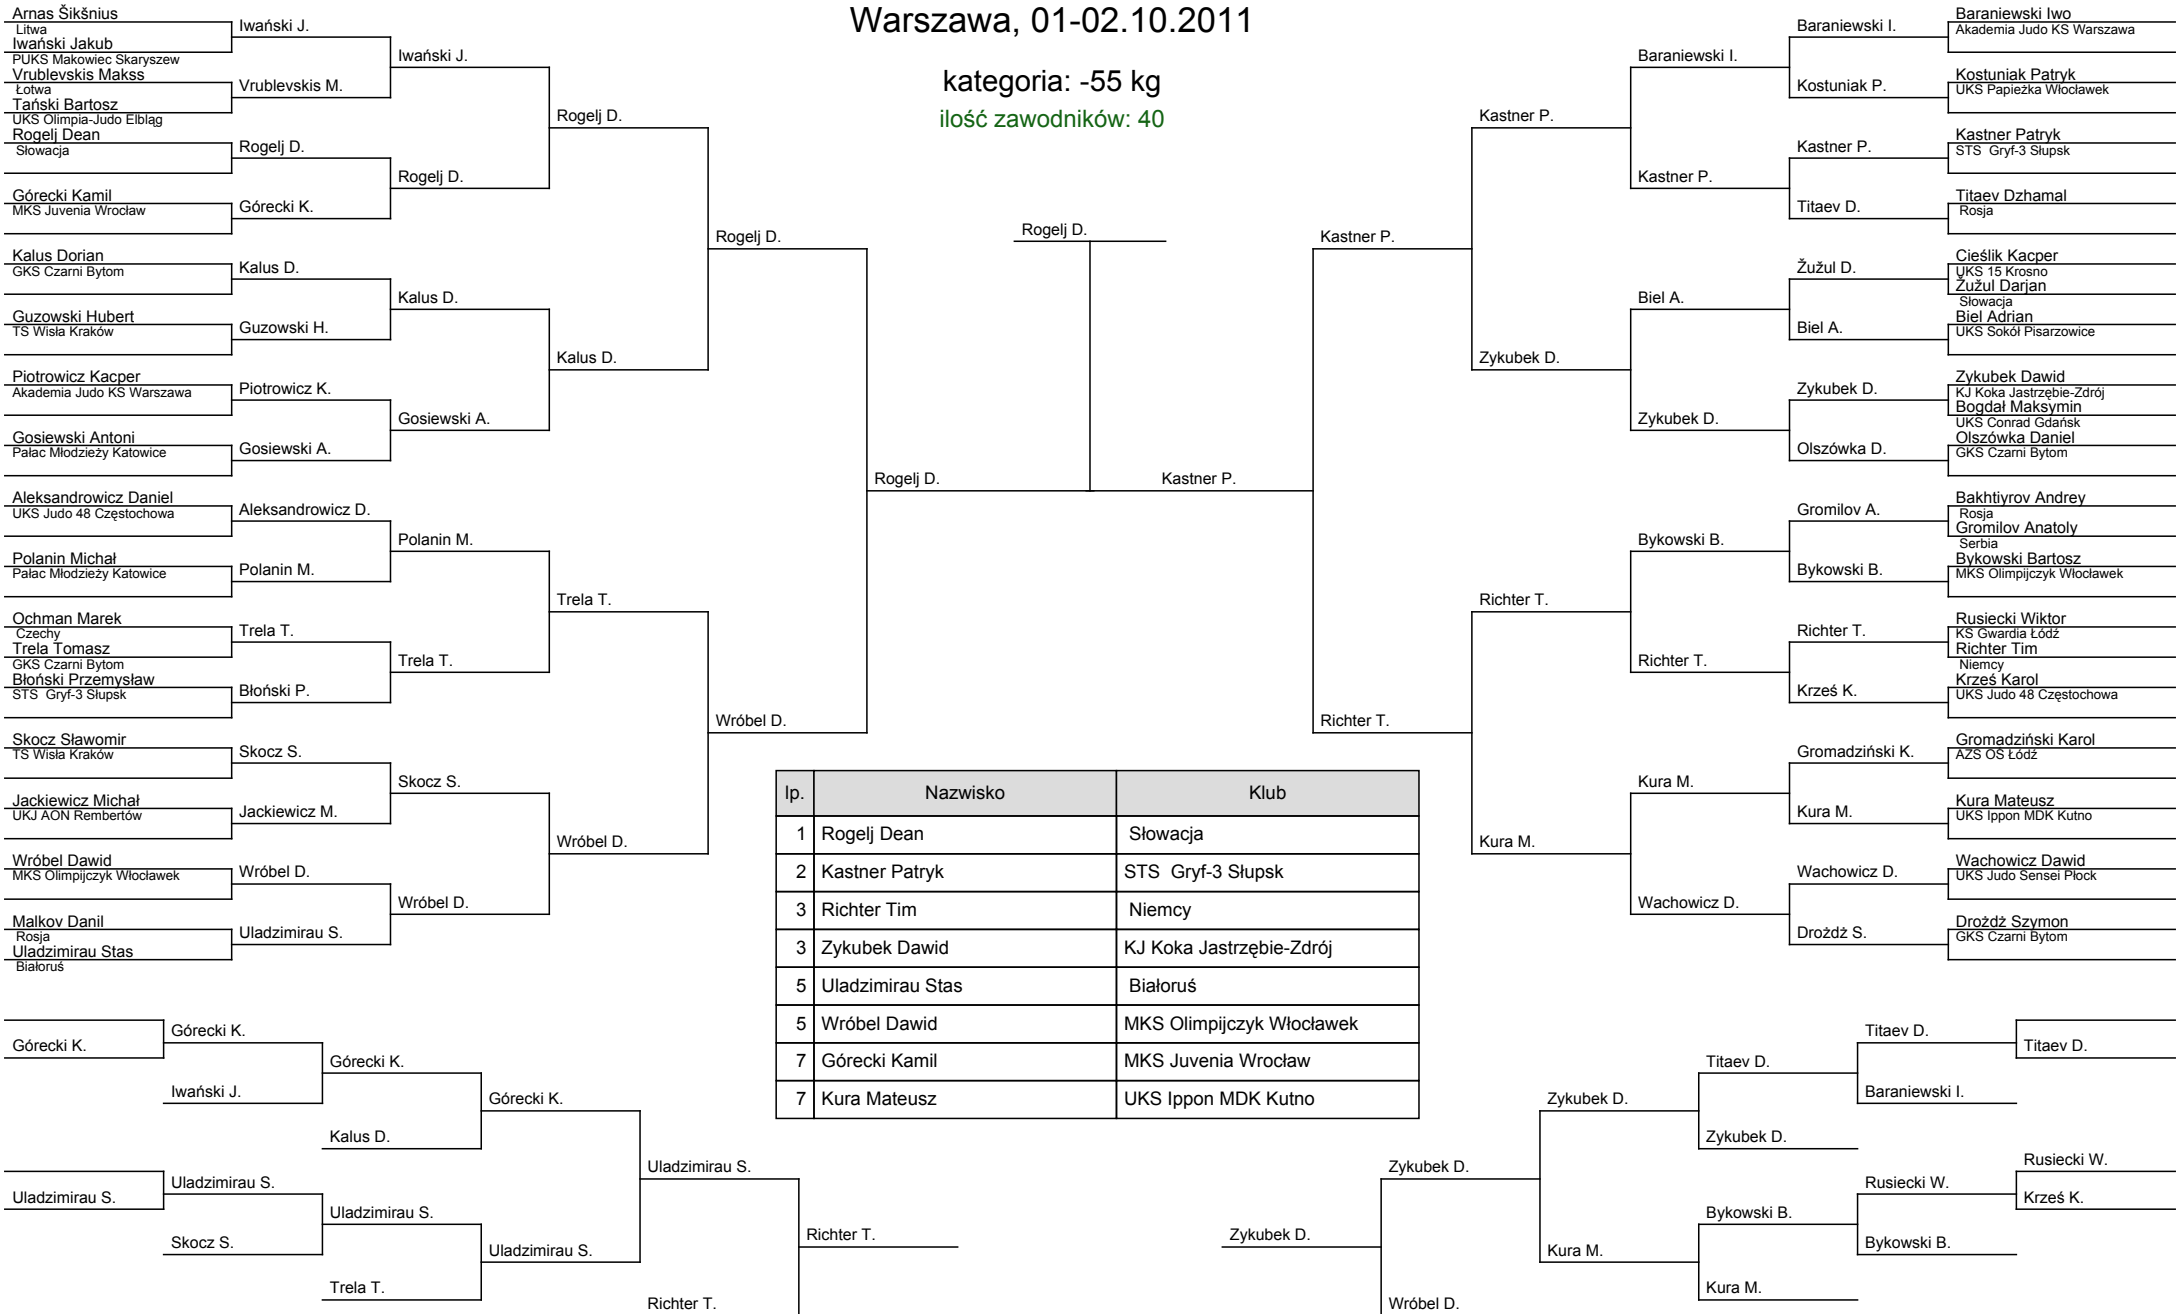 Warszawa, 01-02.10.2011
kategoria: -55 kg
ilość zawodników: 40
Arnas Šikšnius
Litwa
Iwański Jakub
PUKS Makowiec Skaryszew
Vrublevskis Makss
Łotwa
Tański Bartosz
UKS Olimpia-Judo Elbląg
Rogelj Dean
Słowacja
Górecki Kamil
MKS Juvenia Wrocław
Kalus Dorian
GKS Czarni Bytom
Guzowski Hubert
TS Wisła Kraków
Piotrowicz Kacper
Akademia Judo KS Warszawa
Gosiewski Antoni
Pałac Młodzieży Katowice
Aleksandrowicz Daniel
UKS Judo 48 Częstochowa
Polanin Michał
Pałac Młodzieży Katowice
Ochman Marek
Czechy
Trela Tomasz
GKS Czarni Bytom
Błoński Przemysław
STS Gryf-3 Słupsk
Skocz Sławomir
TS Wisła Kraków
Jackiewicz Michał
UKJ AON Rembertów
Wróbel Dawid
MKS Olimpijczyk Włocławek
Malkov Danil
Rosja
Uladzimirau Stas
Białoruś
Iwański J.
Vrublevskis M.
Rogelj D.
Górecki K.
Kalus D.
Guzowski H.
Piotrowicz K.
Gosiewski A.
Aleksandrowicz D.
Polanin M.
Trela T.
Błoński P.
Skocz S.
Jackiewicz M.
Wróbel D.
Uladzimirau S.
Iwański J.
Rogelj D.
Kalus D.
Gosiewski A.
Polanin M.
Trela T.
Skocz S.
Wróbel D.
Rogelj D.
Kalus D.
Trela T.
Wróbel D.
Rogelj D.
Wróbel D.
Rogelj D.
Rogelj D.
Kastner P.
Kastner P.
Richter T.
Kastner P.
Zykubek D.
Richter T.
Kura M.
Baraniewski I.
Kastner P.
Biel A.
Zykubek D.
Bykowski B.
Richter T.
Kura M.
Wachowicz D.
Baraniewski I.
Kostuniak P.
Kastner P.
Titaev D.
Žužul D.
Biel A.
Zykubek D.
Olszówka D.
Gromilov A.
Bykowski B.
Richter T.
Krześ K.
Gromadziński K.
Kura M.
Wachowicz D.
Drożdż S.
Baraniewski Iwo
Akademia Judo KS Warszawa
Kostuniak Patryk
UKS Papieżka Włocławek
Kastner Patryk
STS Gryf-3 Słupsk
Titaev Dzhamal
Rosja
Cieślik Kacper
UKS 15 Krosno
Žužul Darjan
Słowacja
Biel Adrian
UKS Sokół Pisarzowice
Zykubek Dawid
KJ Koka Jastrzębie-Zdrój
Bogdał Maksymin
UKS Conrad Gdańsk
Olszówka Daniel
GKS Czarni Bytom
Bakhtiyrov Andrey
Rosja
Gromilov Anatoly
Serbia
Bykowski Bartosz
MKS Olimpijczyk Włocławek
Rusiecki Wiktor
KS Gwardia Łódź
Richter Tim
Niemcy
Krześ Karol
UKS Judo 48 Częstochowa
Gromadziński Karol
AZS OŚ Łódź
Kura Mateusz
UKS Ippon MDK Kutno
Wachowicz Dawid
UKS Judo Sensei Płock
Drożdż Szymon
GKS Czarni Bytom
lp. Nazwisko Klub
1 Rogelj Dean Słowacja
2 Kastner Patryk STS Gryf-3 Słupsk
3 Richter Tim Niemcy
3 Zykubek Dawid KJ Koka Jastrzębie-Zdrój
5 Uladzimirau Stas Białoruś
5 Wróbel Dawid MKS Olimpijczyk Włocławek
7 Górecki Kamil MKS Juvenia Wrocław
7 Kura Mateusz UKS Ippon MDK Kutno
Górecki K.
Uladzimirau S.
Górecki K.
Iwański J.
Uladzimirau S.
Skocz S.
Górecki K.
Kalus D.
Uladzimirau S.
Trela T.
Górecki K.
Uladzimirau S.
Uladzimirau S.
Richter T.
Richter T.
Zykubek D.
Zykubek D.
Wróbel D.
Zykubek D.
Kura M.
Titaev D.
Zykubek D.
Bykowski B.
Kura M.
Titaev D.
Baraniewski I.
Rusiecki W.
Bykowski B.
Titaev D.
Rusiecki W.
Krześ K.